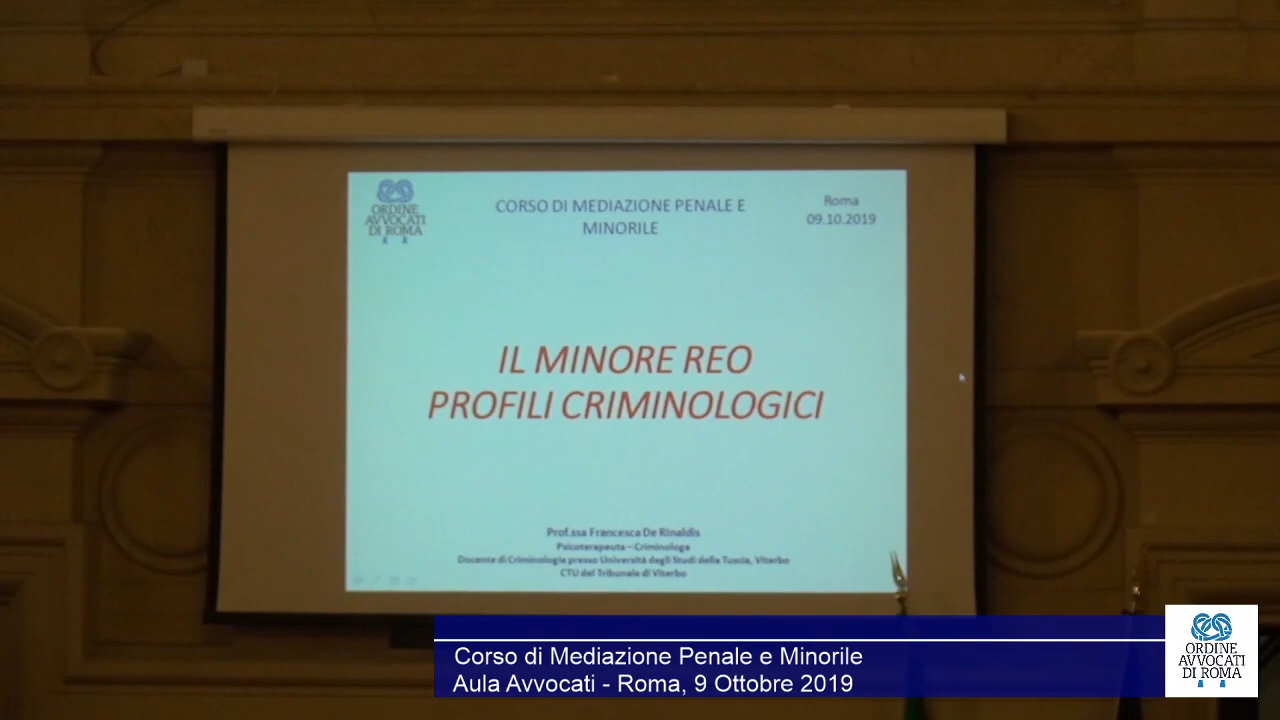 ORDINE
AVVOCATI
DI ROMA
CORSO DI MEDIAZIONE PENALE E
MINORILE
Roma
09.10.2019
IL MINORE REO
PROFILI CRIMINOLOGICI
Prof.ssa Francesca De Rinaldis
Psicoterapeuta – Criminologa
Docente di Criminologia presso Università degli Studi della Tuscia, Viterbo
CTU del Tribunale di Viterbo
Corso di Mediazione Penale e Minorile
Aula Avvocati - Roma, 9 Ottobre 2019
ORDINE
AVVOCATI
DI ROMA